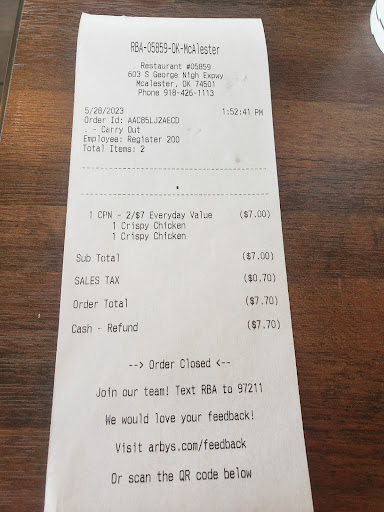 RBA-05859-OK-McAlester
Restaurant #05859
603 S George Nigh Expwy
Mcalester, OK 74501
Phone 918-426-1113
5/28/2023 1:52:41 PM
Order Id: AAC85LJ2AECD
. - Carry Out
Employee: Register 200
Total Items: 2
.
1 CPN - 2/$7 Everyday Value ($7.00)
1 Crispy Chicken
1 Crispy Chicken
Sub Total ($7.00)
SALES TAX ($0.70)
Order Total ($7.70)
Cash - Refund ($7.70)
--> Order Closed <--
Join our team! Text RBA to 97211
We would love your feedback!
Visit arbys.com/feedback
Or scan the QR code below